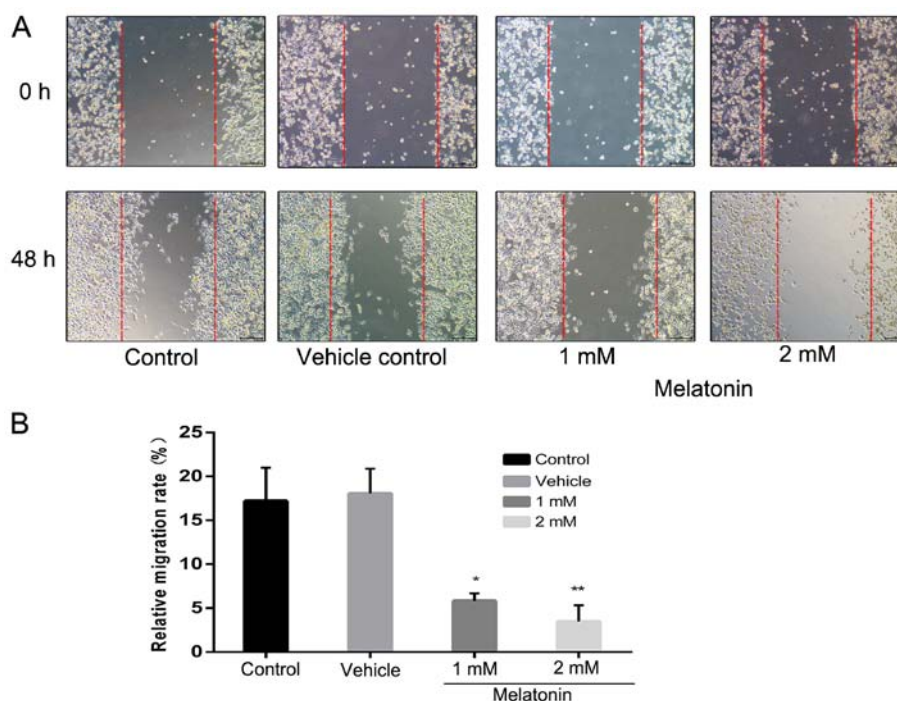 A
0 h
48 h
Control
Vehicle control
1 mM
2 mM
Melatonin
B
Relative migration rate (%)
25
20
15
10
5
0
Control
Vehicle
1 mM
2 mM
*
**
Control
Vehicle
1 mM
2 mM
Melatonin